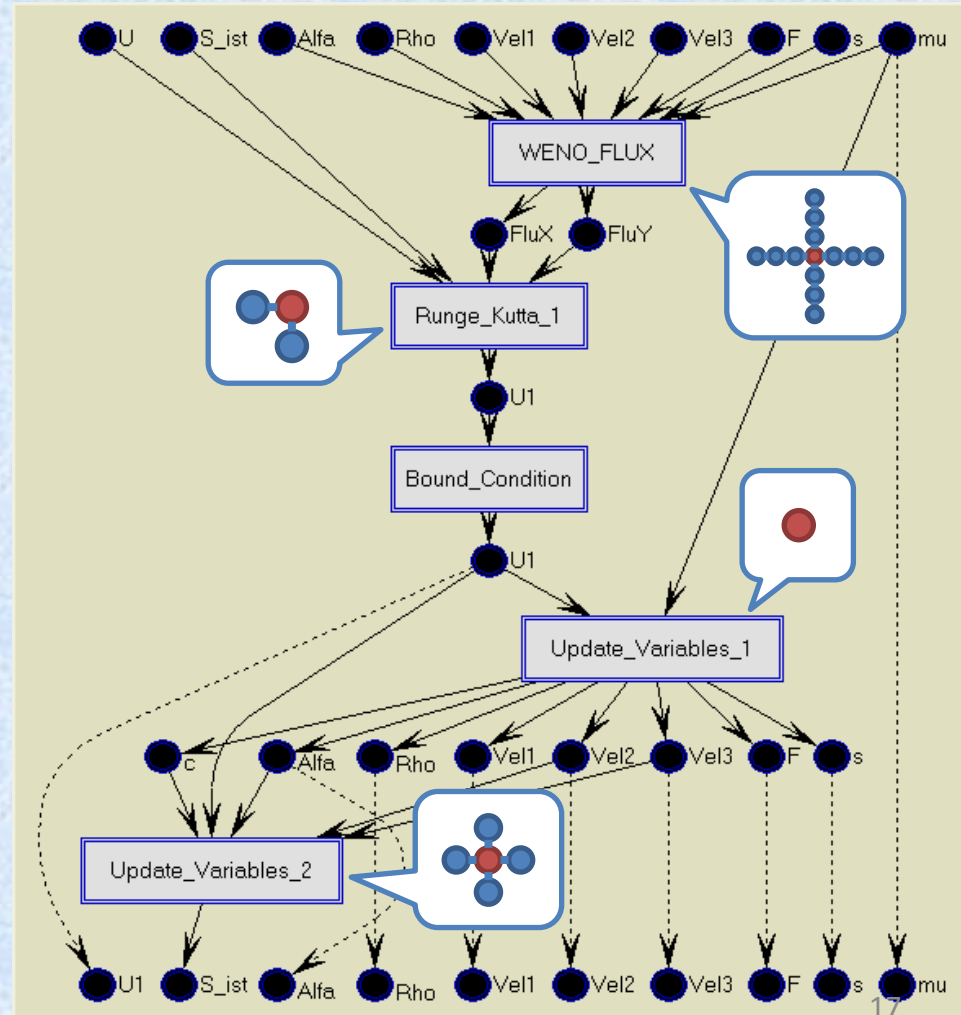 U S_ist Alfa Rho Vel1 Vel2 Vel3 F s mu
WENO_FLUX
FluX FluY
Runge_Kutta_1
U1
Bound_Condition
U1
Update_Variables_1
c Alfa Rho Vel1 Vel2 Vel3 F s
Update_Variables_2
U1 S_ist Alfa Rho Vel1 Vel2 Vel3 F s mu
17